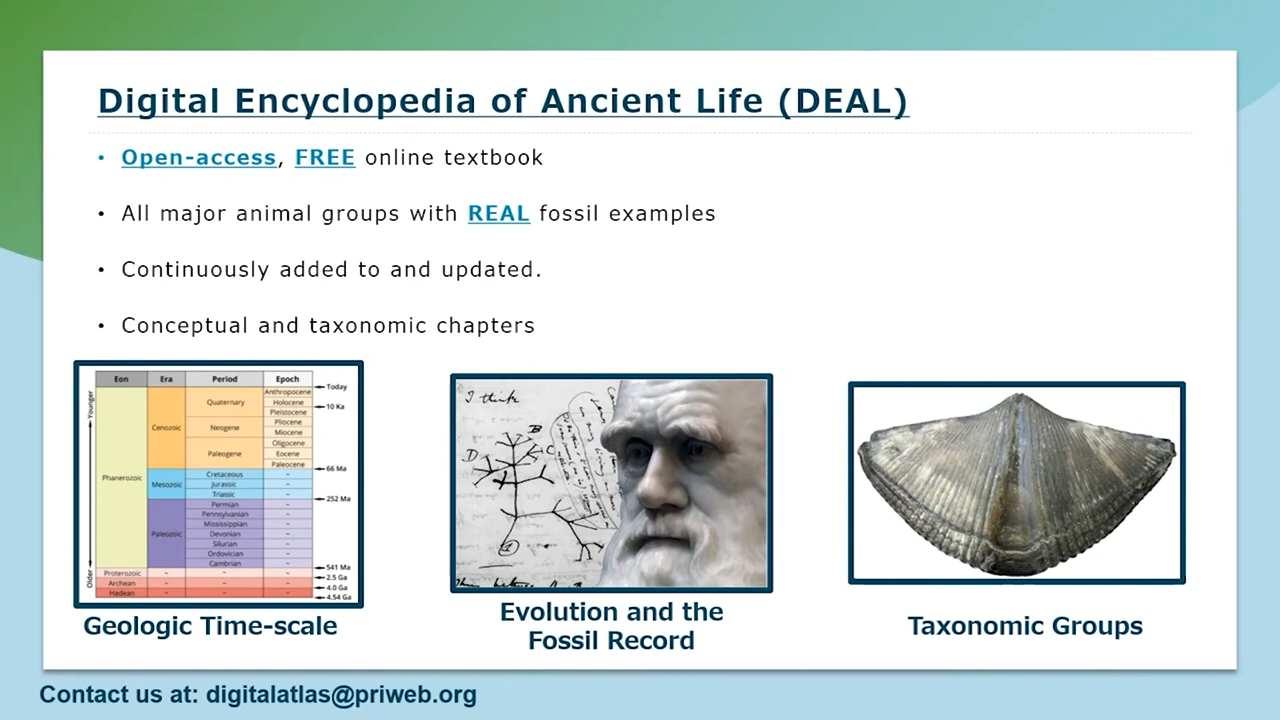 Digital Encyclopedia of Ancient Life (DEAL)
• Open-access, FREE online textbook
• All major animal groups with REAL fossil examples
• Continuously added to and updated.
• Conceptual and taxonomic chapters
Eon Era Period Epoch
Younger
Older
Phanerozoic
Cenozoic
Mesozoic
Paleozoic
Quaternary
Neogene
Paleogene
Cretaceous –
Jurassic –
Triassic –
Permian –
Pennsylvanian –
Mississippian –
Devonian –
Silurian –
Ordovician –
Cambrian –
Anthropocene
Holocene
Pleistocene
Pliocene
Miocene
Oligocene
Eocene
Paleocene
Proterozoic – – –
Archean – – –
Hadean – – –
Today
10 Ka
66 Ma
252 Ma
541 Ma
2.5 Ga
4.0 Ga
4.54 Ga
Geologic Time-scale
I think
B
D
C
Evolution and the
Fossil Record
Taxonomic Groups
Contact us at: digitalatlas@priweb.org